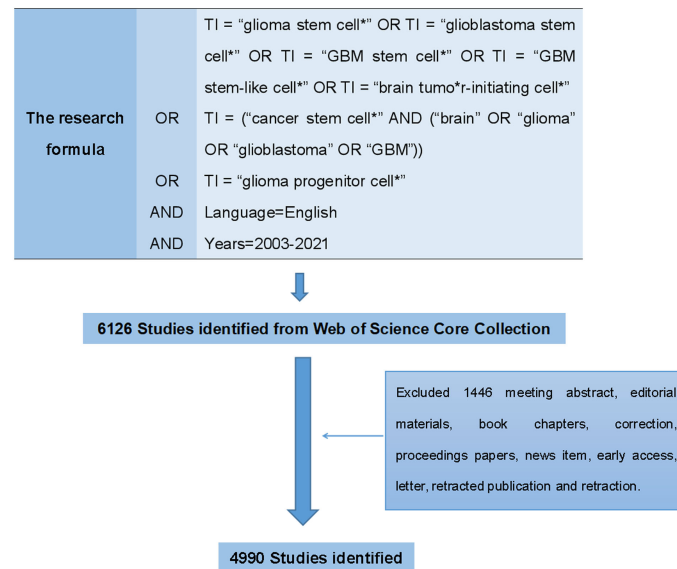 TI = “glioma stem cell*” OR TI = “glioblastoma stem
cell*” OR TI = “GBM stem cell*” OR TI = “GBM
stem-like cell*” OR TI = “brain tumo*r-initiating cell*”
The research formula
OR
TI = (“cancer stem cell*” AND (“brain” OR “glioma”
OR “glioblastoma” OR “GBM”))
OR TI = “glioma progenitor cell*”
AND Language=English
AND Years=2003-2021
6126 Studies identified from Web of Science Core Collection
Excluded 1446 meeting abstract, editorial
materials, book chapters, correction,
proceedings papers, news item, early access,
letter, retracted publication and retraction.
4990 Studies identified